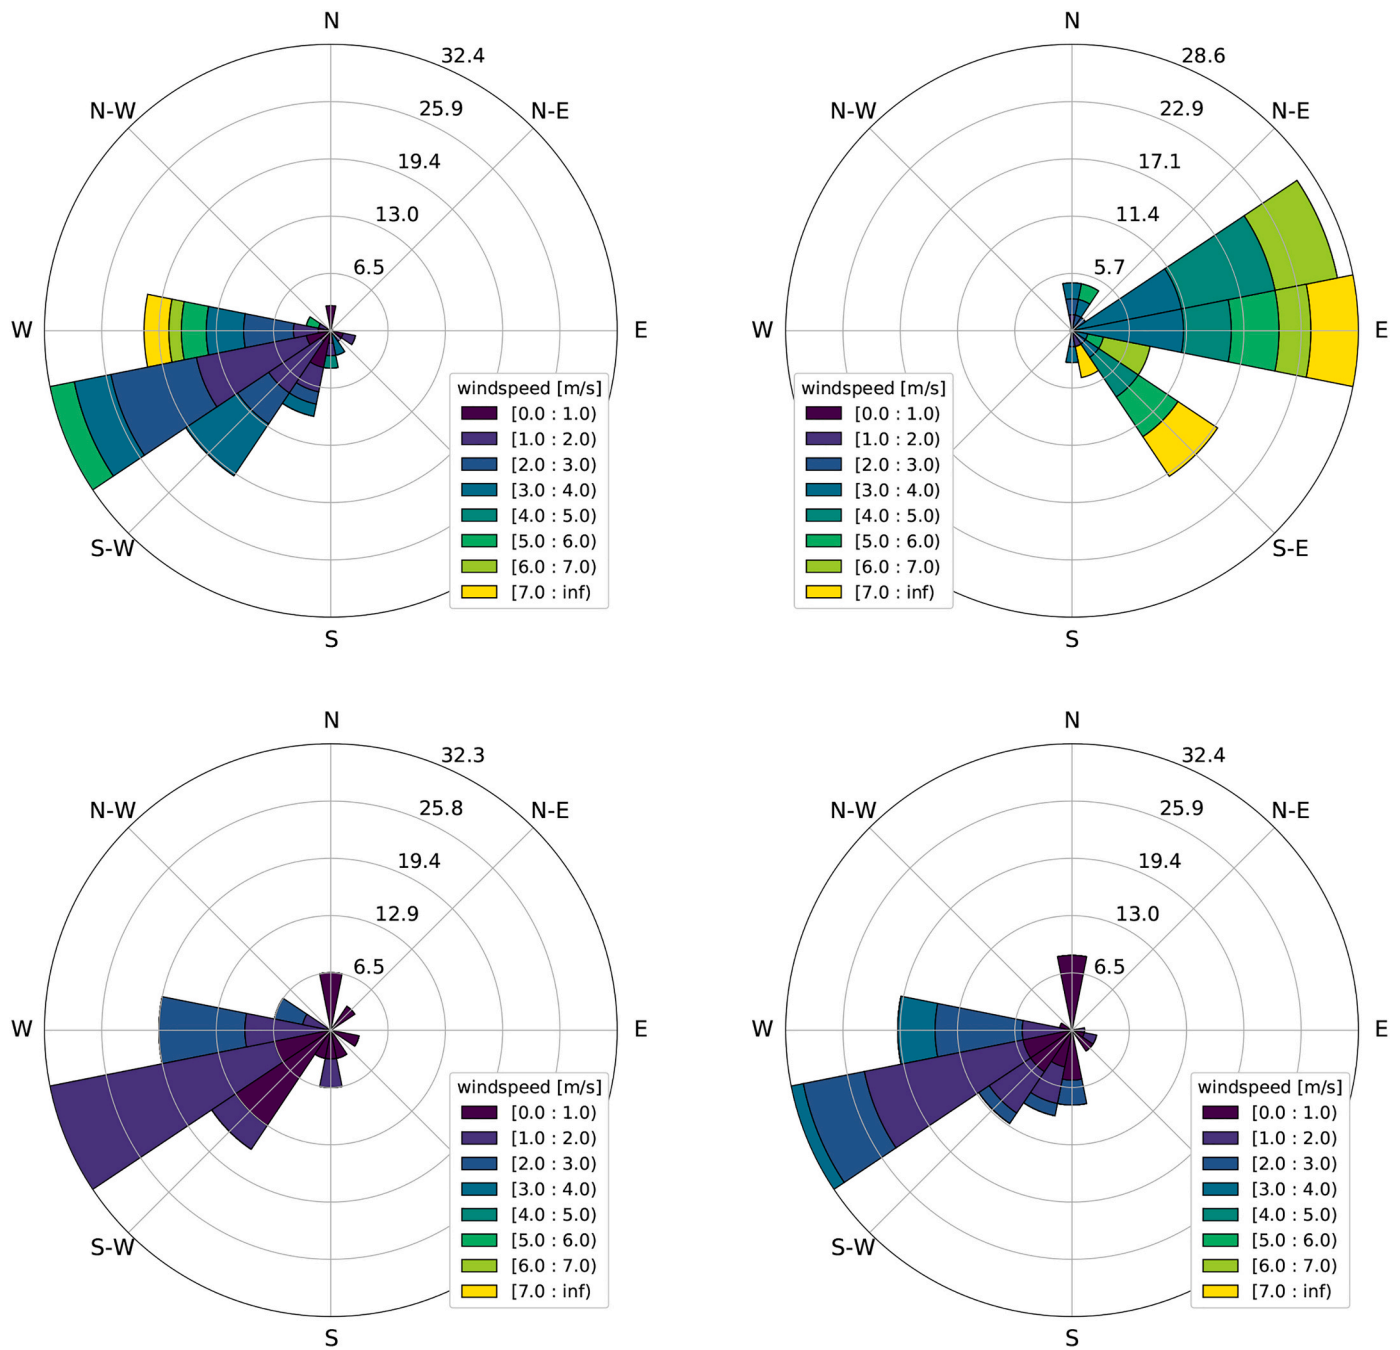 N
32.4
25.9
19.4
13.0
6.5
N-W
N-E
W
E
S-W
S
windspeed [m/s]
[0.0 : 1.0)
[1.0 : 2.0)
[2.0 : 3.0)
[3.0 : 4.0)
[4.0 : 5.0)
[5.0 : 6.0)
[6.0 : 7.0)
[7.0 : inf)
N
28.6
22.9
17.1
11.4
5.7
N-W
N-E
W
E
S-E
S
windspeed [m/s]
[0.0 : 1.0)
[1.0 : 2.0)
[2.0 : 3.0)
[3.0 : 4.0)
[4.0 : 5.0)
[5.0 : 6.0)
[6.0 : 7.0)
[7.0 : inf)
N
32.3
25.8
19.4
12.9
6.5
N-W
N-E
W
E
S-W
S
windspeed [m/s]
[0.0 : 1.0)
[1.0 : 2.0)
[2.0 : 3.0)
[3.0 : 4.0)
[4.0 : 5.0)
[5.0 : 6.0)
[6.0 : 7.0)
[7.0 : inf)
N
32.4
25.9
19.4
13.0
6.5
N-W
N-E
W
E
S-W
S
windspeed [m/s]
[0.0 : 1.0)
[1.0 : 2.0)
[2.0 : 3.0)
[3.0 : 4.0)
[4.0 : 5.0)
[5.0 : 6.0)
[6.0 : 7.0)
[7.0 : inf)